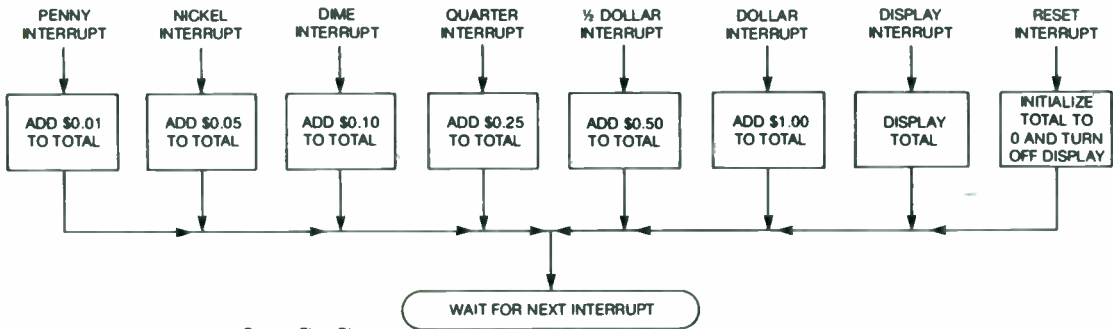 PENNY
INTERRUPT
NICKEL
INTERRUPT
DIME
INTERRUPT
QUARTER
INTERRUPT
½ DOLLAR
INTERRUPT
DOLLAR
INTERRUPT
DISPLAY
INTERRUPT
RESET
INTERRUPT
ADD $0.01
TO TOTAL
ADD $0.05
TO TOTAL
ADD $0.10
TO TOTAL
ADD $0.25
TO TOTAL
ADD $0.50
TO TOTAL
ADD $1.00
TO TOTAL
DISPLAY
TOTAL
INITIALIZE
TOTAL TO
0 AND TURN
OFF DISPLAY
WAIT FOR NEXT INTERRUPT